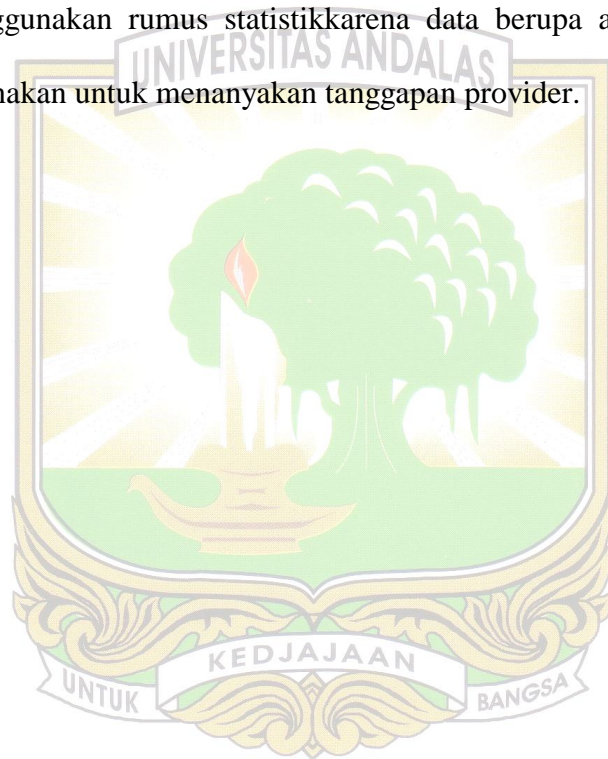 ggunakan rumus statistikkarena data berupa a
UNIVERSITAS ANDALAS
nakan untuk menanyakan tanggapan provider.
KEDJAJAAN
UNTUK BANGSA